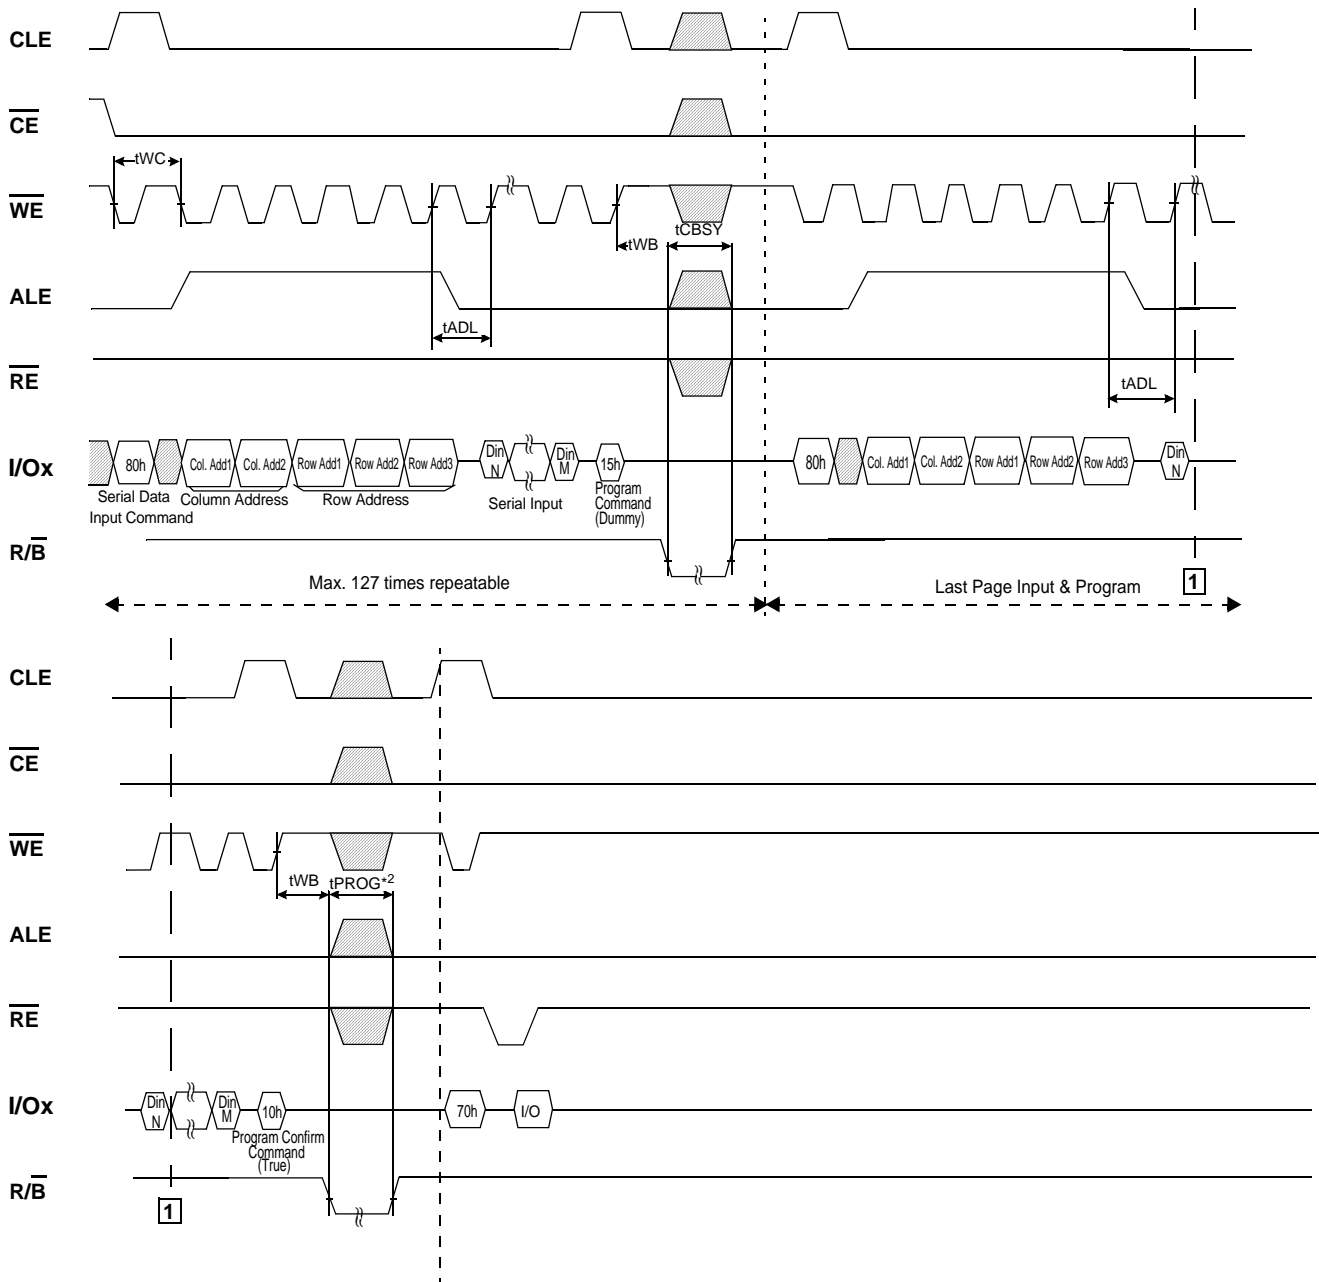 CLE
CE
tWC
WE
tWB
tCBSY
ALE
tADL
RE
tADL
I/Ox
80h
Col. Add1
Col. Add2
Row Add1
Row Add2
Row Add3
Din
N
Din
M
15h
80h
Col. Add1
Col. Add2
Row Add1
Row Add2
Row Add3
Din
N
Serial Data
Input Command
Column Address
Row Address
Serial Input
Program
Command
(Dummy)
R/B
Max. 127 times repeatable
Last Page Input & Program
1
CLE
CE
WE
tWB
tPROG*2
ALE
RE
I/Ox
Din
N
Din
M
10h
70h
I/O
Program Confirm
Command
(True)
R/B
1